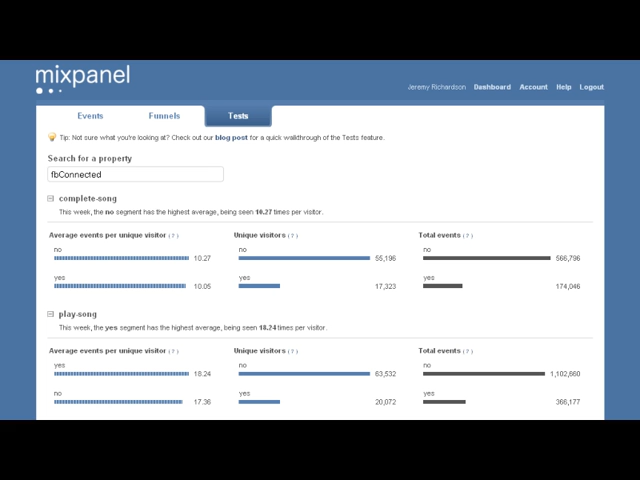 mixpanel
Jeremy Richardson Dashboard Account Help Logout
Events Funnels Tests
Tip: Not sure what you're looking at? Check out our blog post for a quick walkthrough of the Tests feature.
Search for a property
fbConnected
complete-song
This week, the no segment has the highest average, being seen 10.27 times per visitor.
Average events per unique visitor (?) Unique visitors (?) Total events (?)
no no no
10.27 55,196 566,796
yes yes yes
10.05 17,323 174,046
play-song
This week, the yes segment has the highest average, being seen 18.24 times per visitor.
Average events per unique visitor (?) Unique visitors (?) Total events (?)
yes no no
18.24 63,532 1,102,660
no yes yes
17.36 20,072 366,177